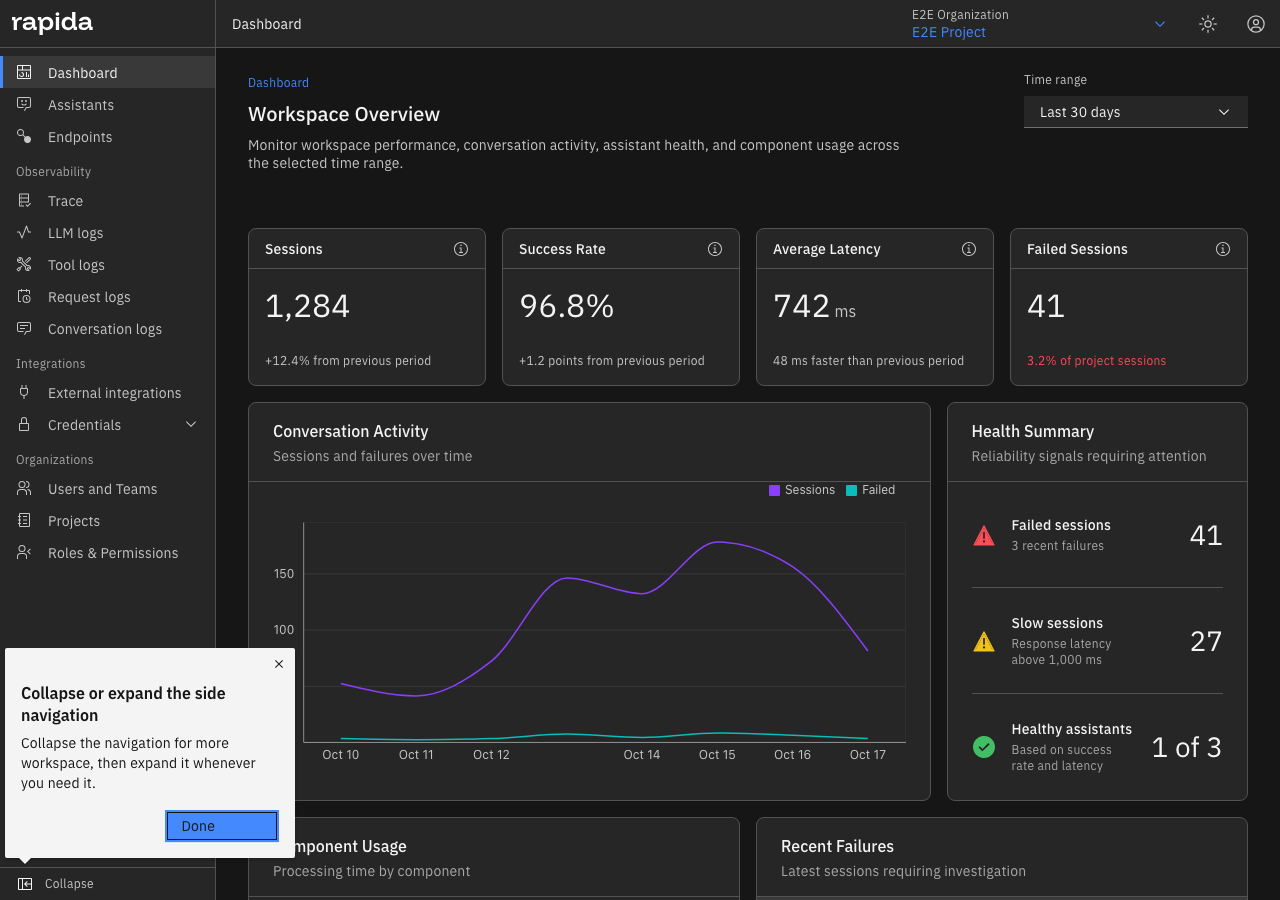 rapida
Dashboard
E2E Organization
E2E Project
Dashboard
Assistants
Endpoints
Observability
Trace
LLM logs
Tool logs
Request logs
Conversation logs
Integrations
External integrations
Credentials
Organizations
Users and Teams
Projects
Roles & Permissions
Dashboard
Workspace Overview
Monitor workspace performance, conversation activity, assistant health, and component usage across
the selected time range.
Time range
Last 30 days
Sessions
1,284
+12.4% from previous period
Success Rate
96.8%
+1.2 points from previous period
Average Latency
742 ms
48 ms faster than previous period
Failed Sessions
41
3.2% of project sessions
Conversation Activity
Sessions and failures over time
Sessions Failed
150
100
Oct 10 Oct 11 Oct 12 Oct 14 Oct 15 Oct 16 Oct 17
Health Summary
Reliability signals requiring attention
Failed sessions
3 recent failures
41
Slow sessions
Response latency
above 1,000 ms
27
Healthy assistants
Based on success
rate and latency
1 of 3
Collapse or expand the side
navigation
Collapse the navigation for more
workspace, then expand it whenever
you need it.
Done
Collapse
mponent Usage
Processing time by component
Recent Failures
Latest sessions requiring investigation